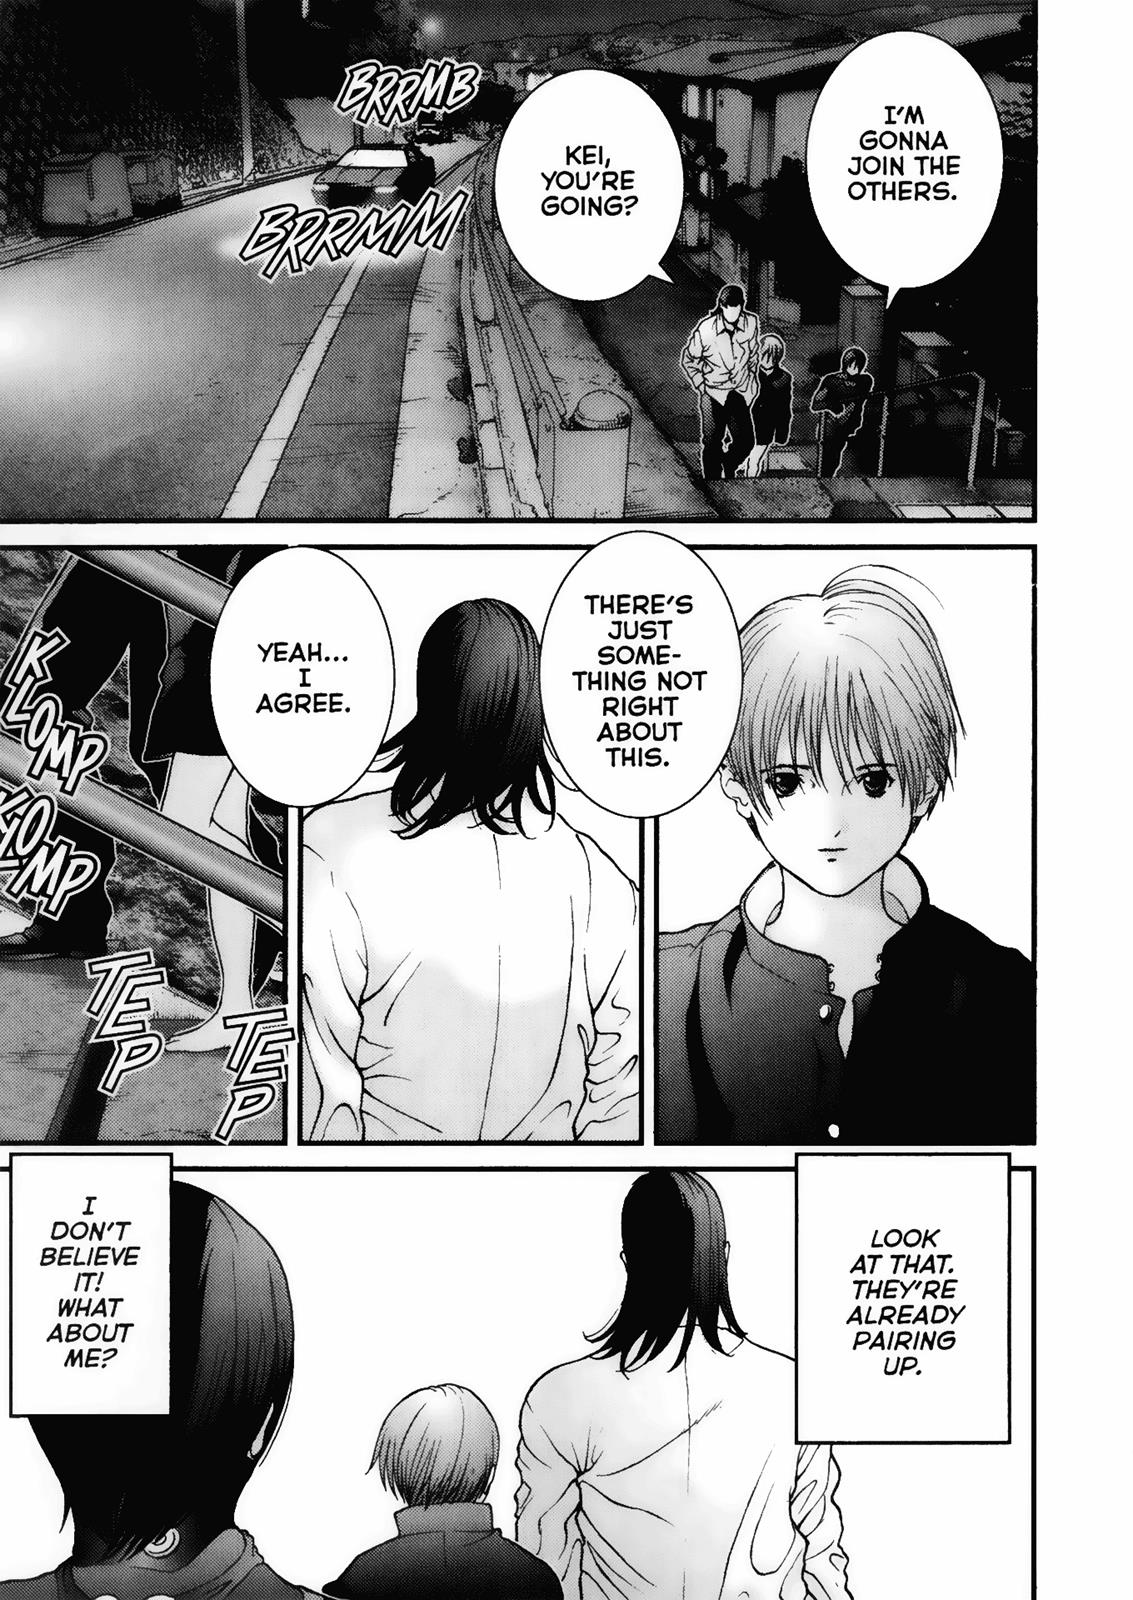 I'M
GONNA
JOIN THE
OTHERS.
KEI,
YOU'RE
GOING?
BRRMB
BRRMM
THERE'S
JUST
SOME-
THING NOT
RIGHT
ABOUT
THIS.
YEAH...
I
AGREE.
KLOMP
KLOMP
TEP
TEP
LOOK
AT THAT.
THEY'RE
ALREADY
PAIRING
UP.
I
DON'T
BELIEVE
IT!
WHAT
ABOUT
ME?